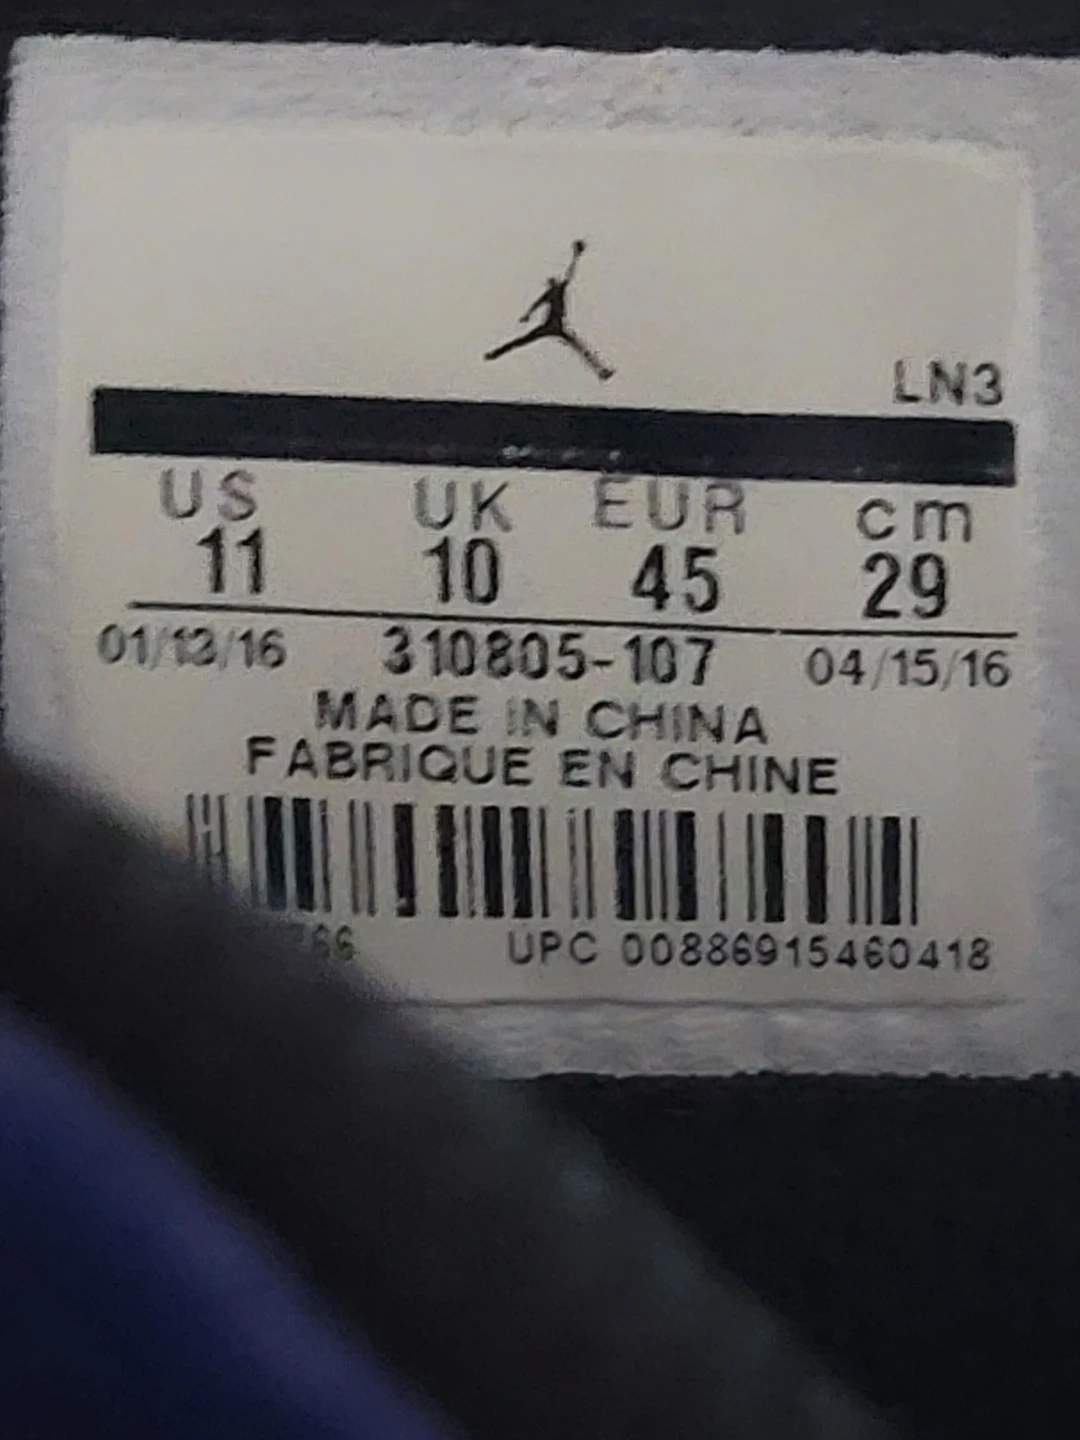 LN3
US UK EUR cm
11 10 45 29
01/13/16 310805-107 04/15/16
MADE IN CHINA
FABRIQUE EN CHINE
UPC 00886915460418